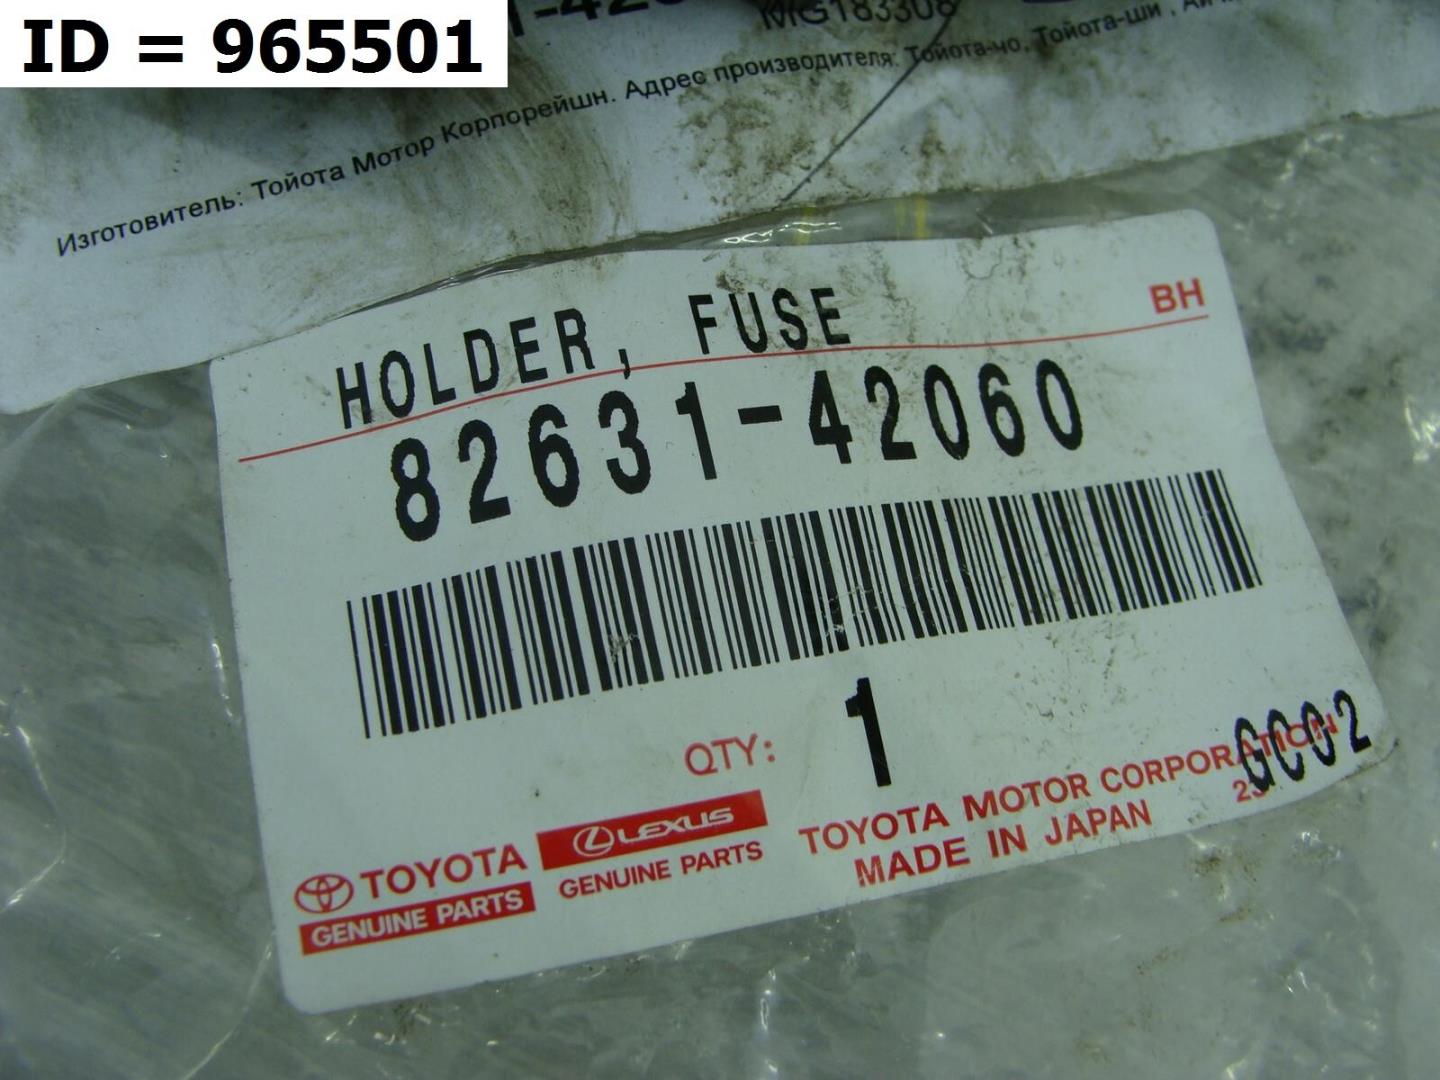 ID = 965501
MG183308
Изготовитель: Тойота Мотор Корпорейшн. Адрес производителя: Тойота-чо, Тойота-ши,
HOLDER, FUSE
BH
82631-42060
QTY: 1
GC02
TOYOTA
GENUINE PARTS
LEXUS
GENUINE PARTS
TOYOTA MOTOR CORPORATION
MADE IN JAPAN